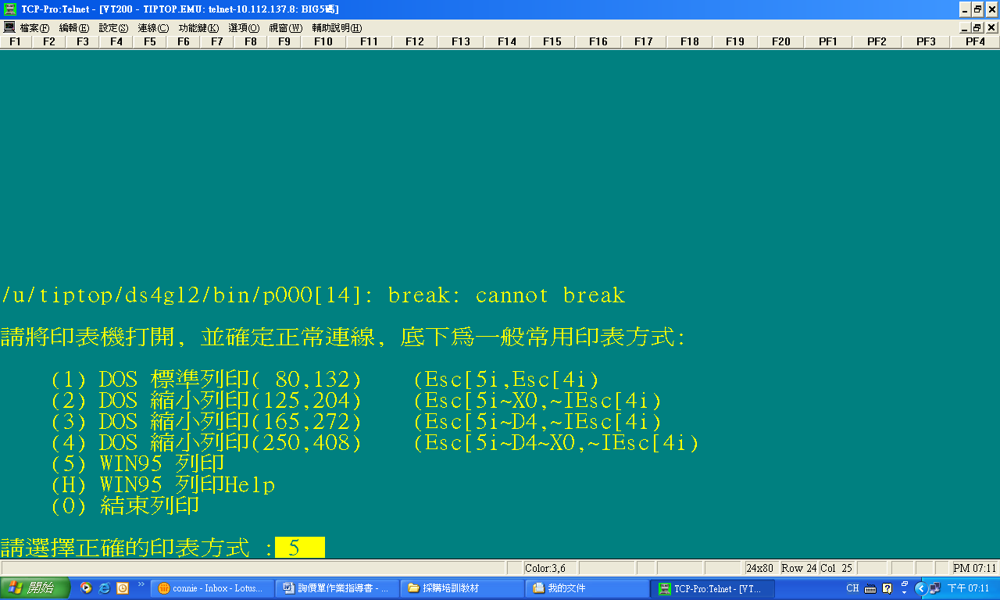 TCP-Pro:Telnet - [VT200 - TIPTOP.EMU: telnet-10.112.137.8: BIG5碼]
檔案(F) 編輯(E) 設定(S) 連線(C) 功能鍵(K) 選項(O) 視窗(W) 輔助說明(H)
F1 F2 F3 F4 F5 F6 F7 F8 F9 F10 F11 F12 F13 F14 F15 F16 F17 F18 F19 F20 PF1 PF2 PF3 PF4
/u/tiptop/ds4gl2/bin/p000[14]: break: cannot break
請將印表機打開, 並確定正常連線, 底下為一般常用印表方式:
(1) DOS 標準列印( 80,132) (Esc[5i,Esc[4i)
(2) DOS 縮小列印(125,204) (Esc[5i~X0,~IEsc[4i)
(3) DOS 縮小列印(165,272) (Esc[5i~D4,~IEsc[4i)
(4) DOS 縮小列印(250,408) (Esc[5i~D4~X0,~IEsc[4i)
(5) WIN95 列印
(H) WIN95 列印Help
(0) 結束列印
請選擇正確的印表方式 : 5
Color:3,6 24x80 Row 24 Col 25 PM 07:11
開始 » connie - Inbox - Lotus... 詢價單作業指導書 - ... 採購培訓教材 我的文件 TCP-Pro:Telnet - [VT... CH 下午 07:11